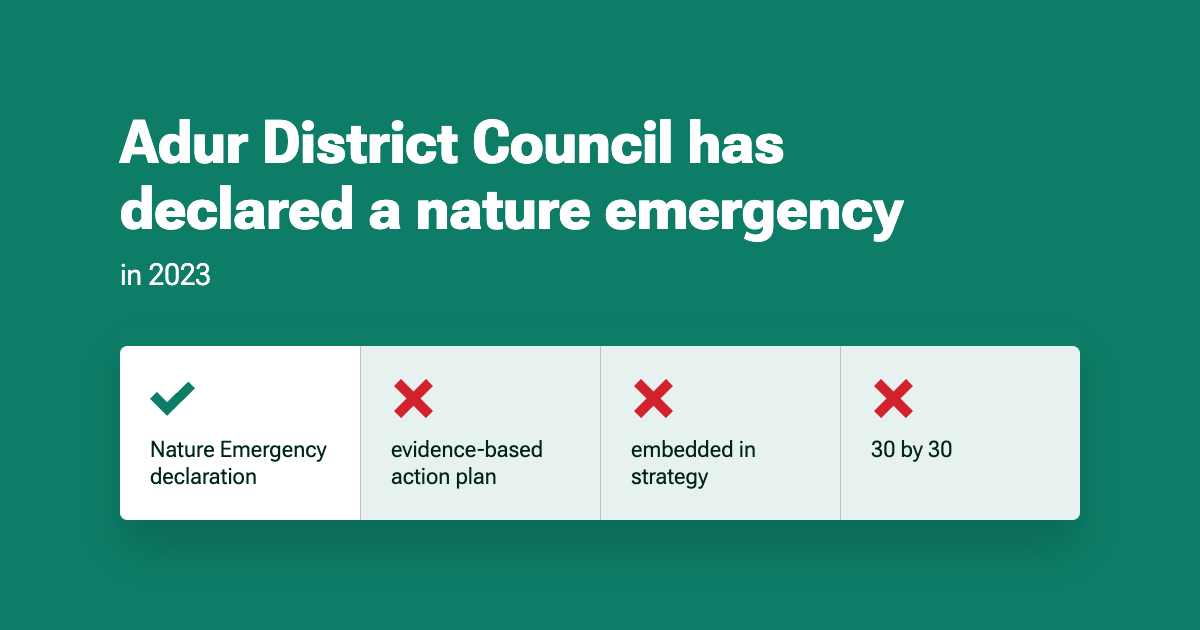 Adur District Council has
declared a nature emergency
in 2023
Nature Emergency
declaration
evidence-based
action plan
embedded in
strategy
30 by 30